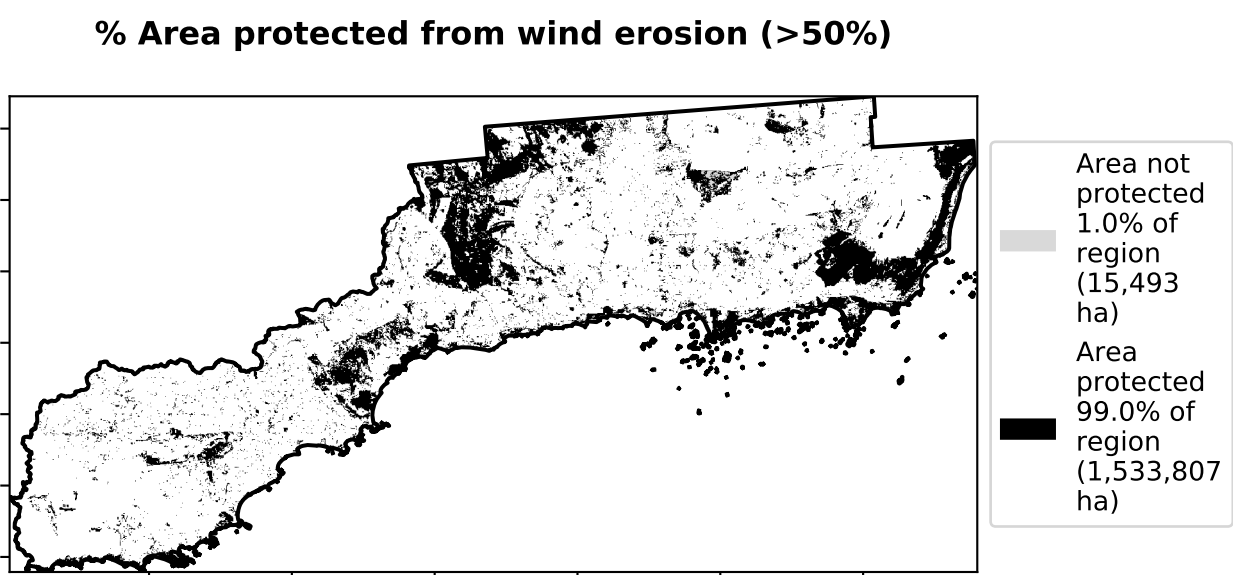 % Area protected from wind erosion (>50%)
Area not
protected
1.0% of
region
(15,493
ha)
Area
protected
99.0% of
region
(1,533,807
ha)